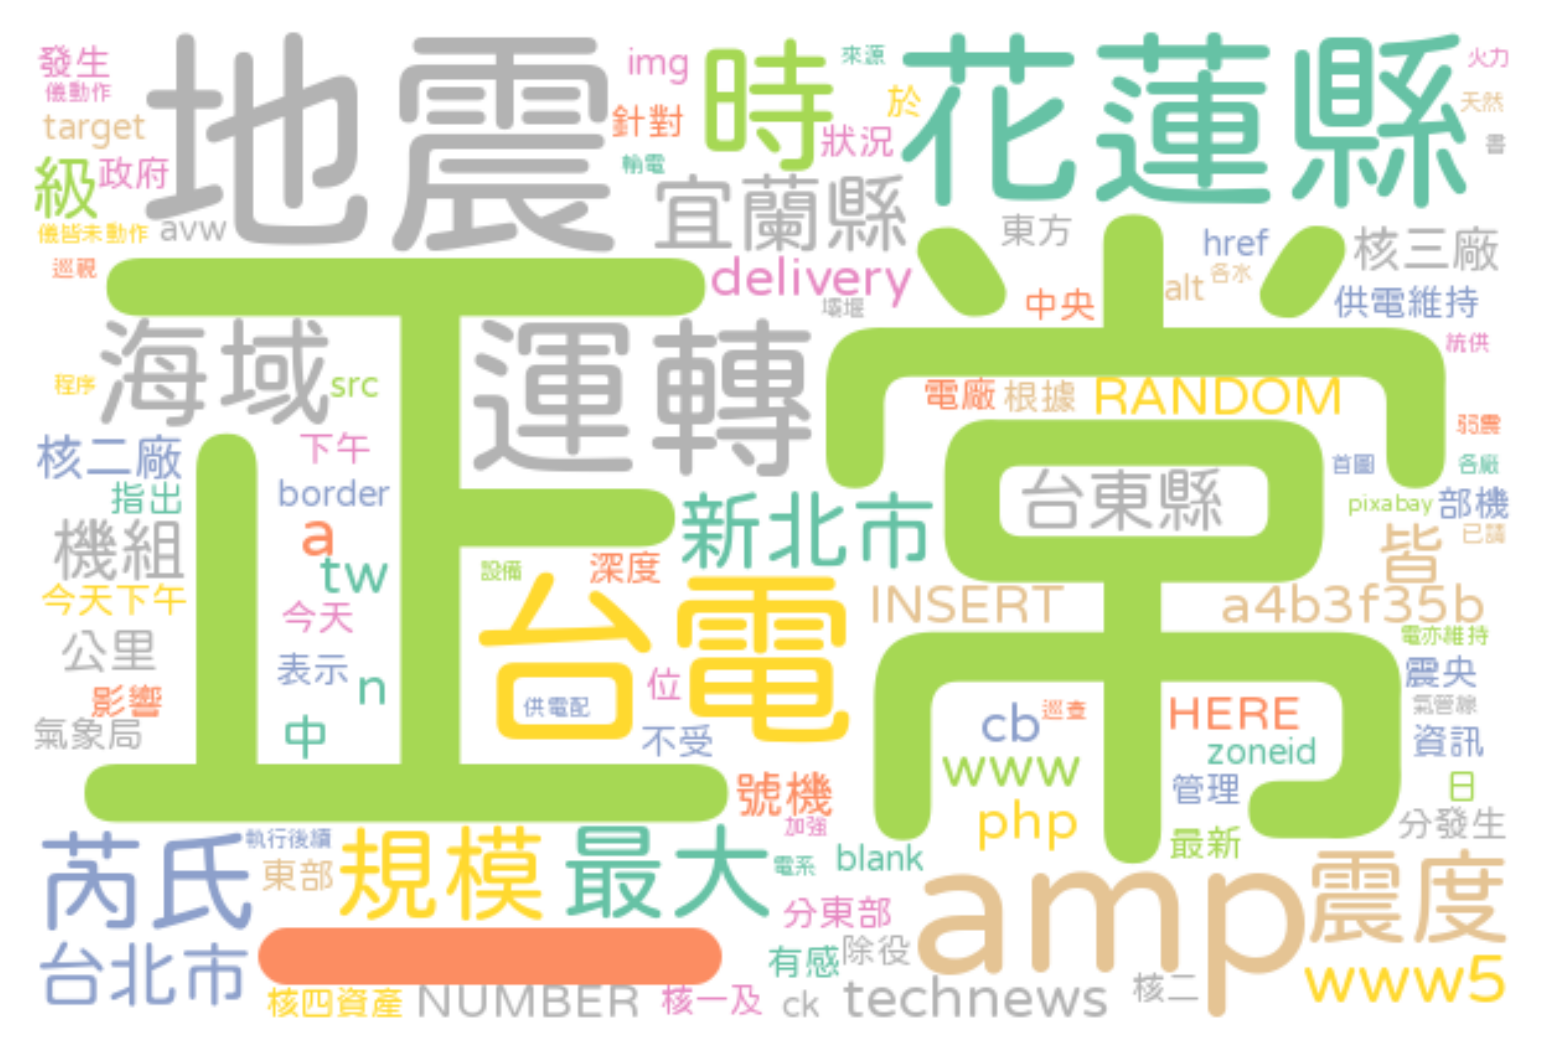 發生
儀動作
target
級
政府
儀皆未動作
avw
巡視
地震
img
針對
輸電
時
來源
狀況
於
花蓮縣
火力
天然
書
宜蘭縣
delivery
壩堰
東方
href
核三廠
各水
alt
中央
供電維持
統供
正常
海域
程序
src
運轉
電廠
根據
RANDOM
弱震
核二廠
下午
指出
border
首圖
各廠
pixabay
部機
台東縣
新北市
機組
a
tw
設備
深度
皆
已請
今天下午
今天
台電
INSERT
a4b3f35b
電亦維持
公里
表示
n
位
供電配
震央
影響
氣象局
中
不受
cb
巡查
HERE
氣管線
資訊
www
zoneid
號機
管理
日
php
加強
最新
分發生
芮氏
執行後續
東部
規模
最大
電系
blank
amp
震度
分東部
台北市
一
有感
除役
www5
核四資產
NUMBER
核一及
ck
technews
核二